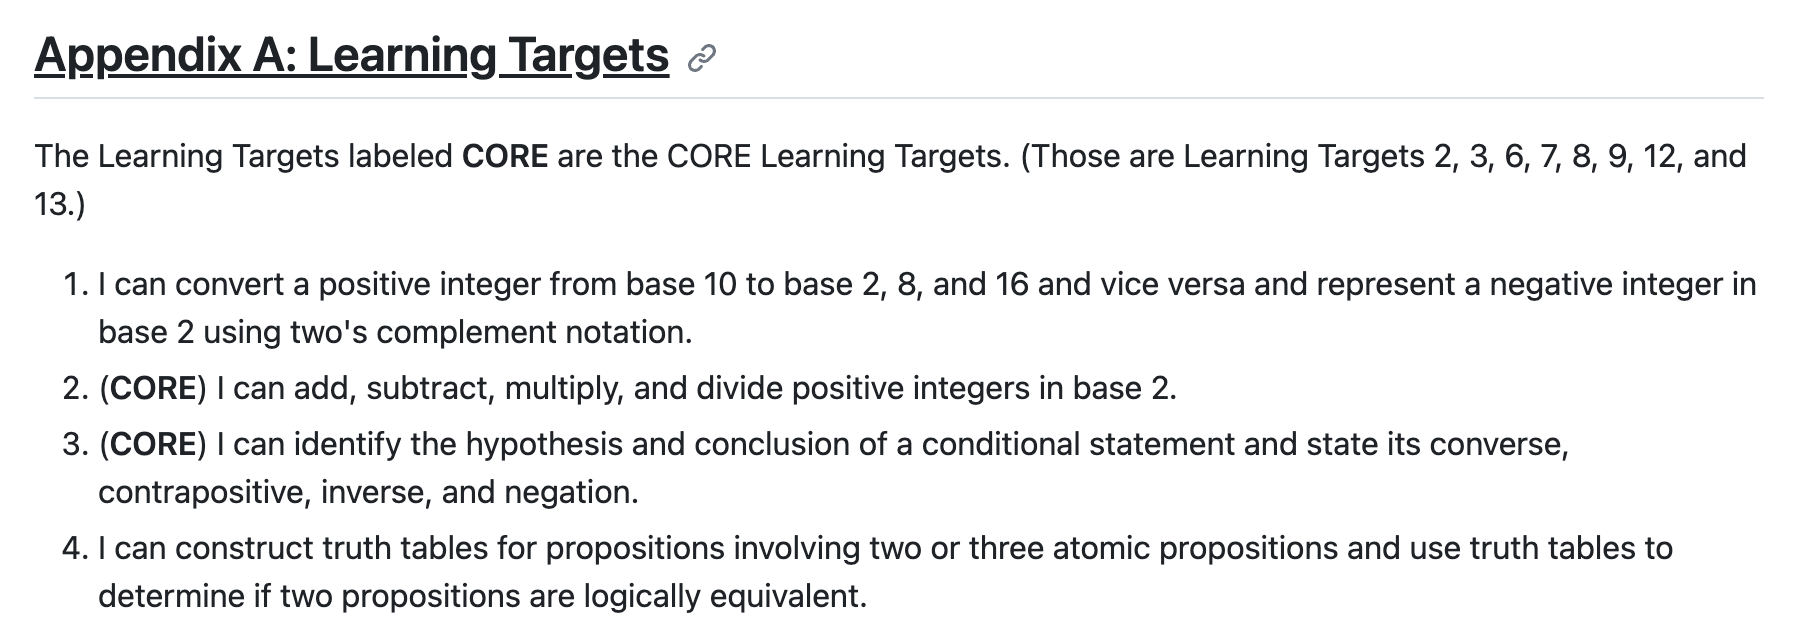 Appendix A: Learning Targets
The Learning Targets labeled CORE are the CORE Learning Targets. (Those are Learning Targets 2, 3, 6, 7, 8, 9, 12, and
13.)
1. I can convert a positive integer from base 10 to base 2, 8, and 16 and vice versa and represent a negative integer in
base 2 using two's complement notation.
2. (CORE) I can add, subtract, multiply, and divide positive integers in base 2.
3. (CORE) I can identify the hypothesis and conclusion of a conditional statement and state its converse,
contrapositive, inverse, and negation.
4. I can construct truth tables for propositions involving two or three atomic propositions and use truth tables to
determine if two propositions are logically equivalent.